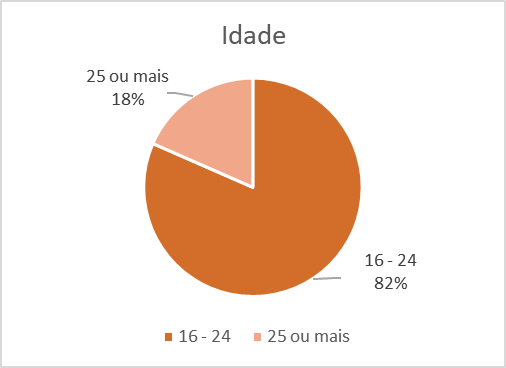 Idade
25 ou mais
18%
16 - 24
82%
16 - 24 25 ou mais